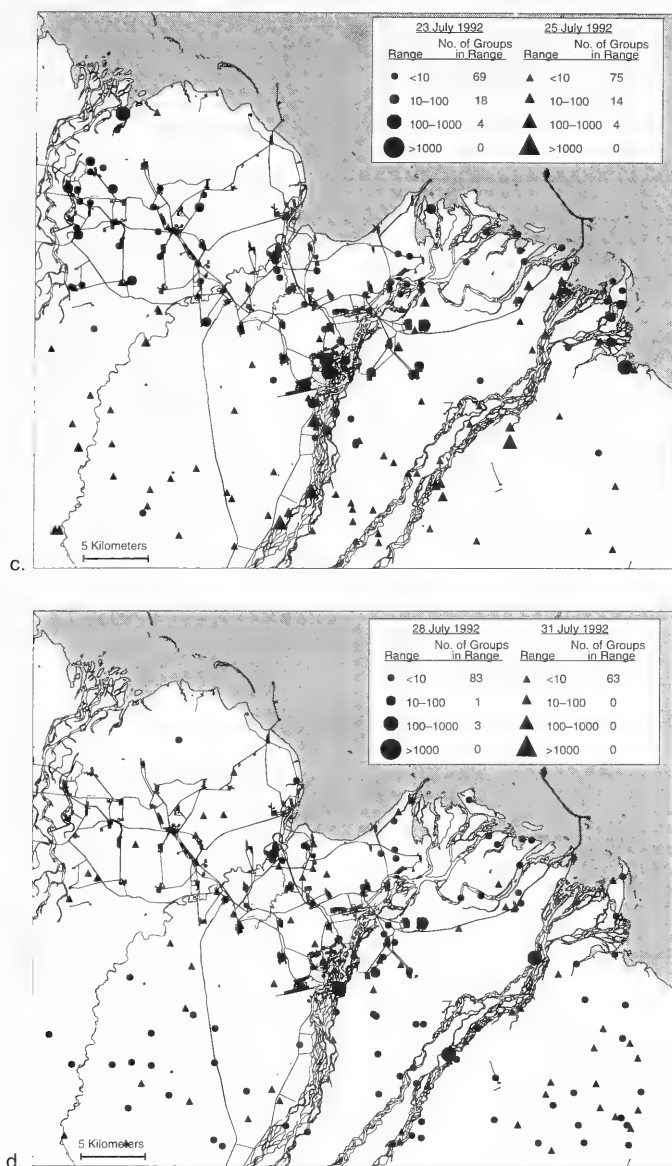 23 July 1992 25 July 1992
No. of Groups No. of Groups
Range in Range Range in Range
<10 69 <10 75
10–100 18 10–100 14
100–1000 4 100–1000 4
>1000 0 >1000 0
5 Kilometers
c.
28 July 1992 31 July 1992
No. of Groups No. of Groups
Range in Range Range in Range
<10 83 <10 63
10–100 1 10–100 0
100–1000 3 100–1000 0
>1000 0 >1000 0
5 Kilometers
d.